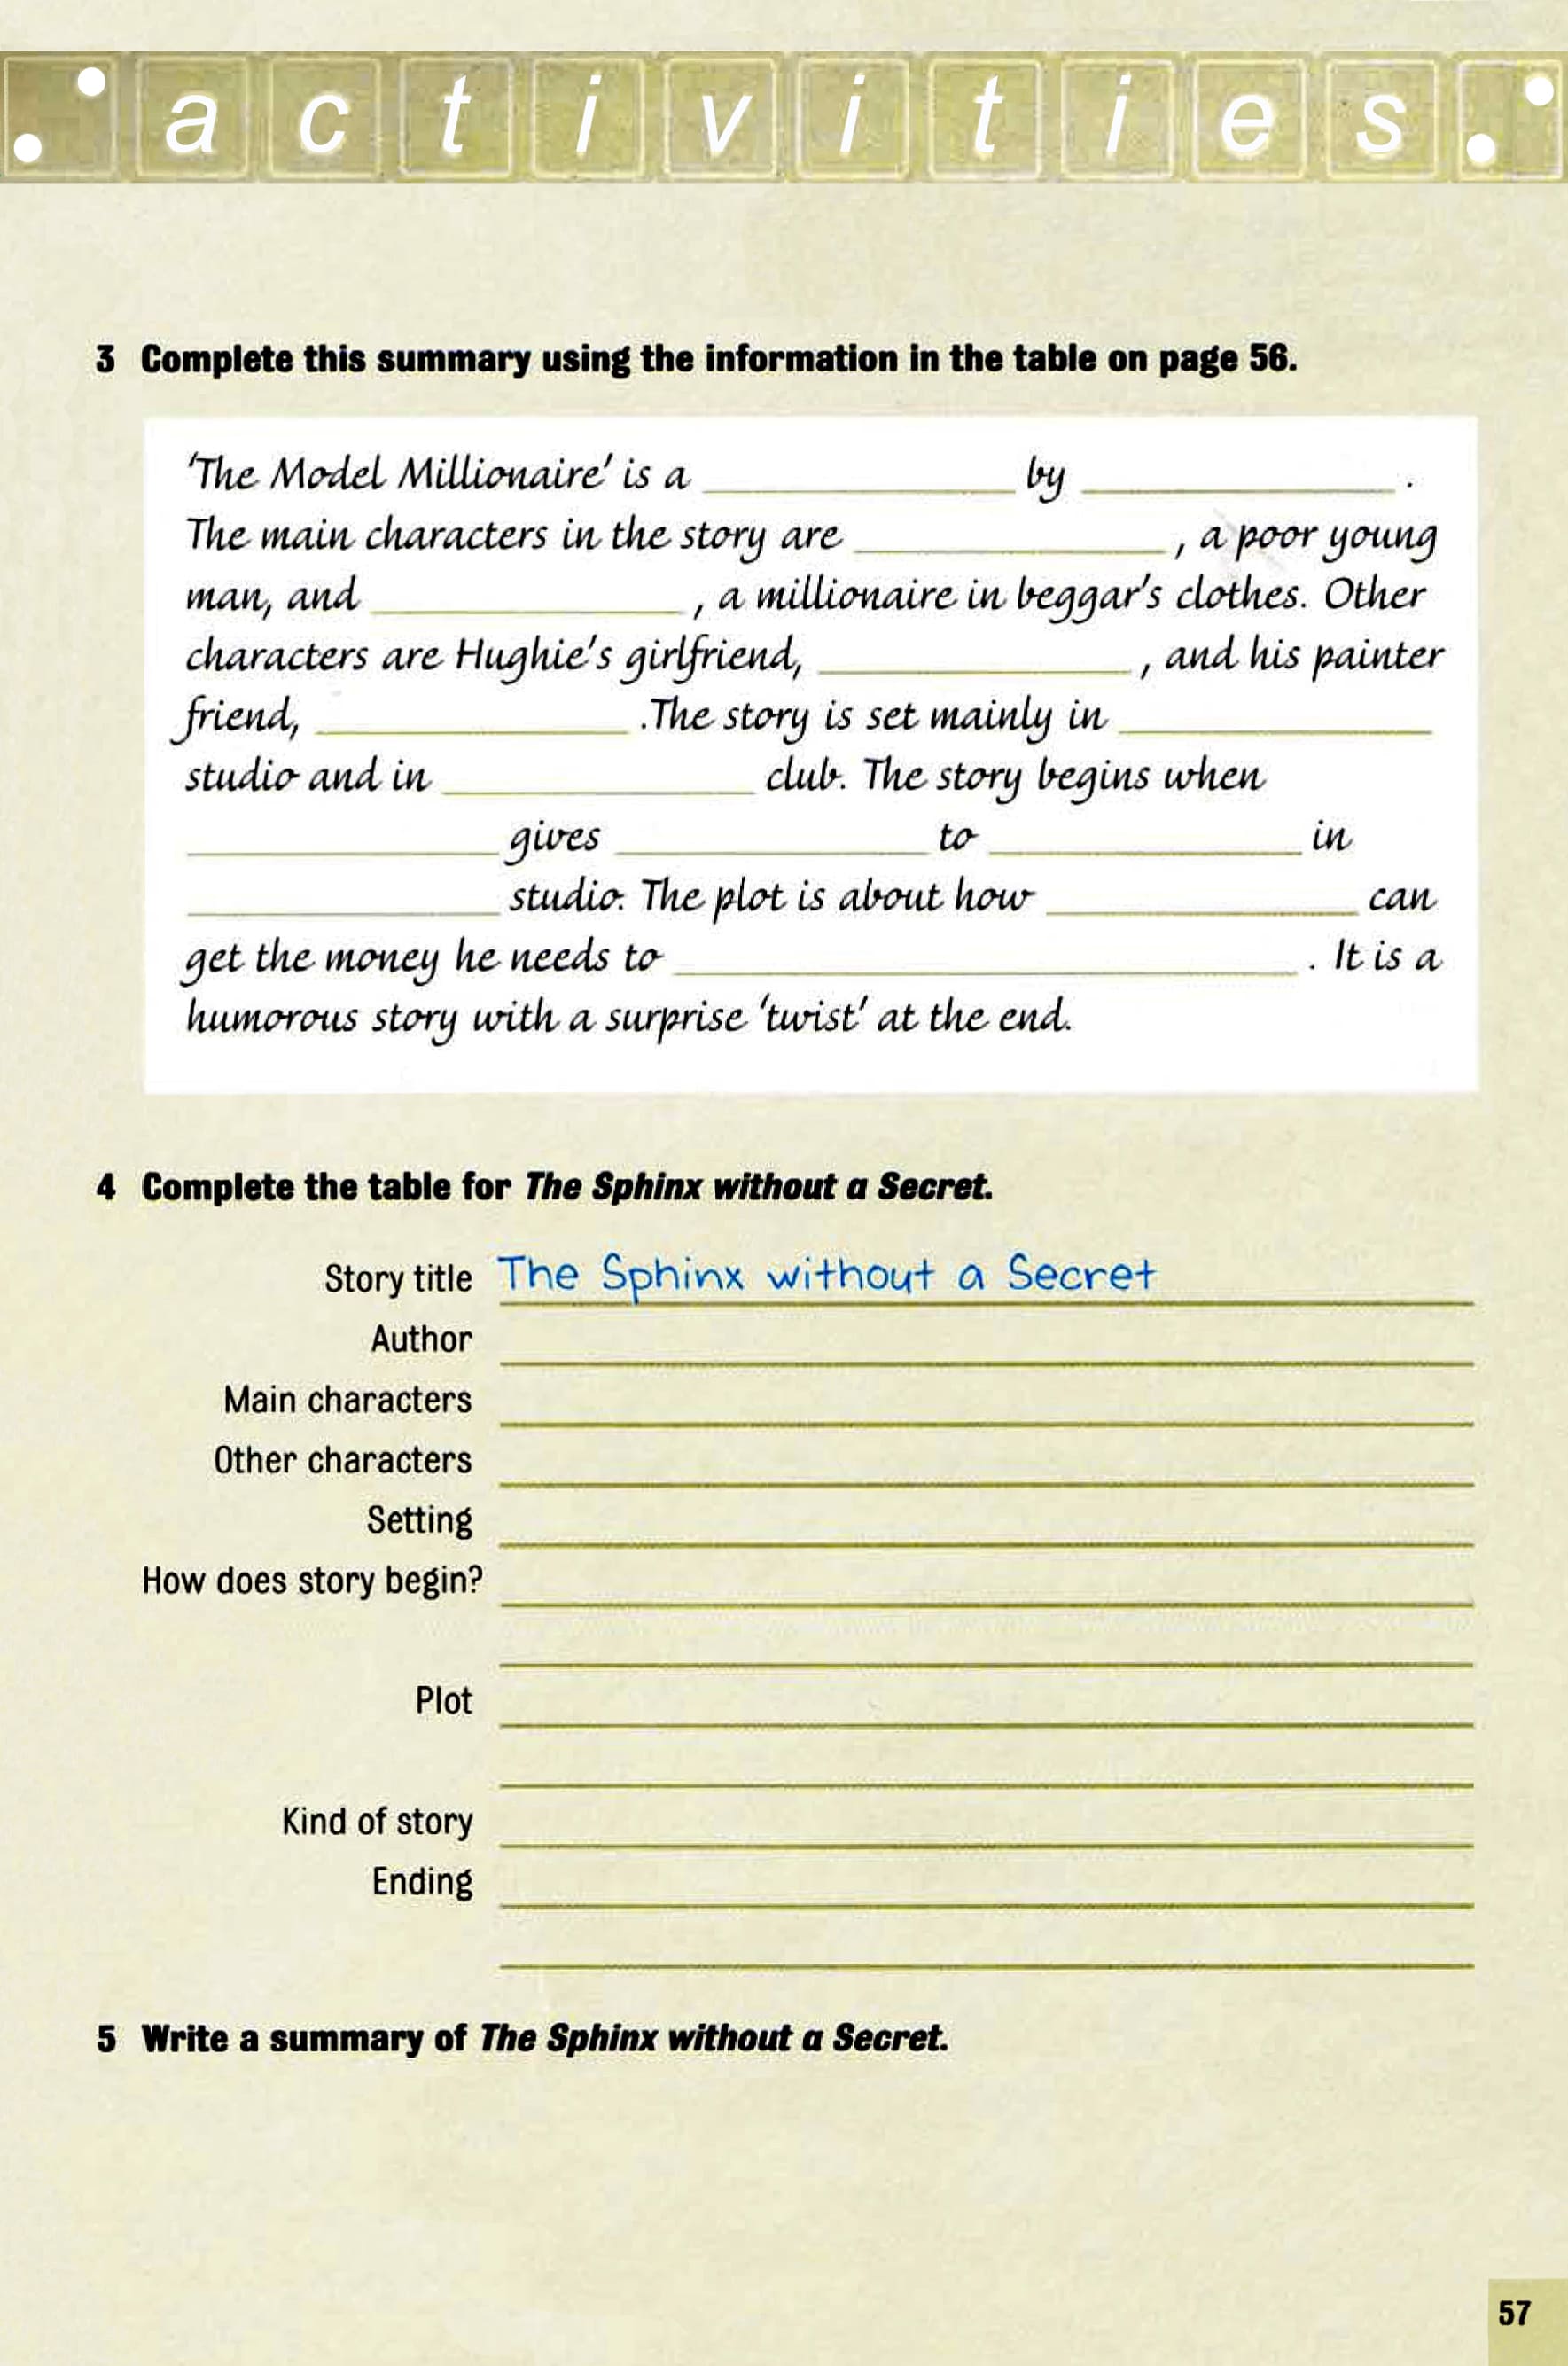 activities
3 Complete this summary using the information in the table on page 56.
'The Model Millionaire' is a ______ by ______ .
The main characters in the story are ______ , a poor young
man, and ______ , a millionaire in beggar's clothes. Other
characters are Hughie's girlfriend, ______ , and his painter
friend, ______ .The story is set mainly in ______
studio and in ______ club. The story begins when
______ gives ______ to ______ in
______ studio. The plot is about how ______ can
get the money he needs to ______ . It is a
humorous story with a surprise 'twist' at the end.
4 Complete the table for The Sphinx without a Secret.
Story title The Sphinx without a Secret
Author
Main characters
Other characters
Setting
How does story begin?
Plot
Kind of story
Ending
5 Write a summary of The Sphinx without a Secret.
57